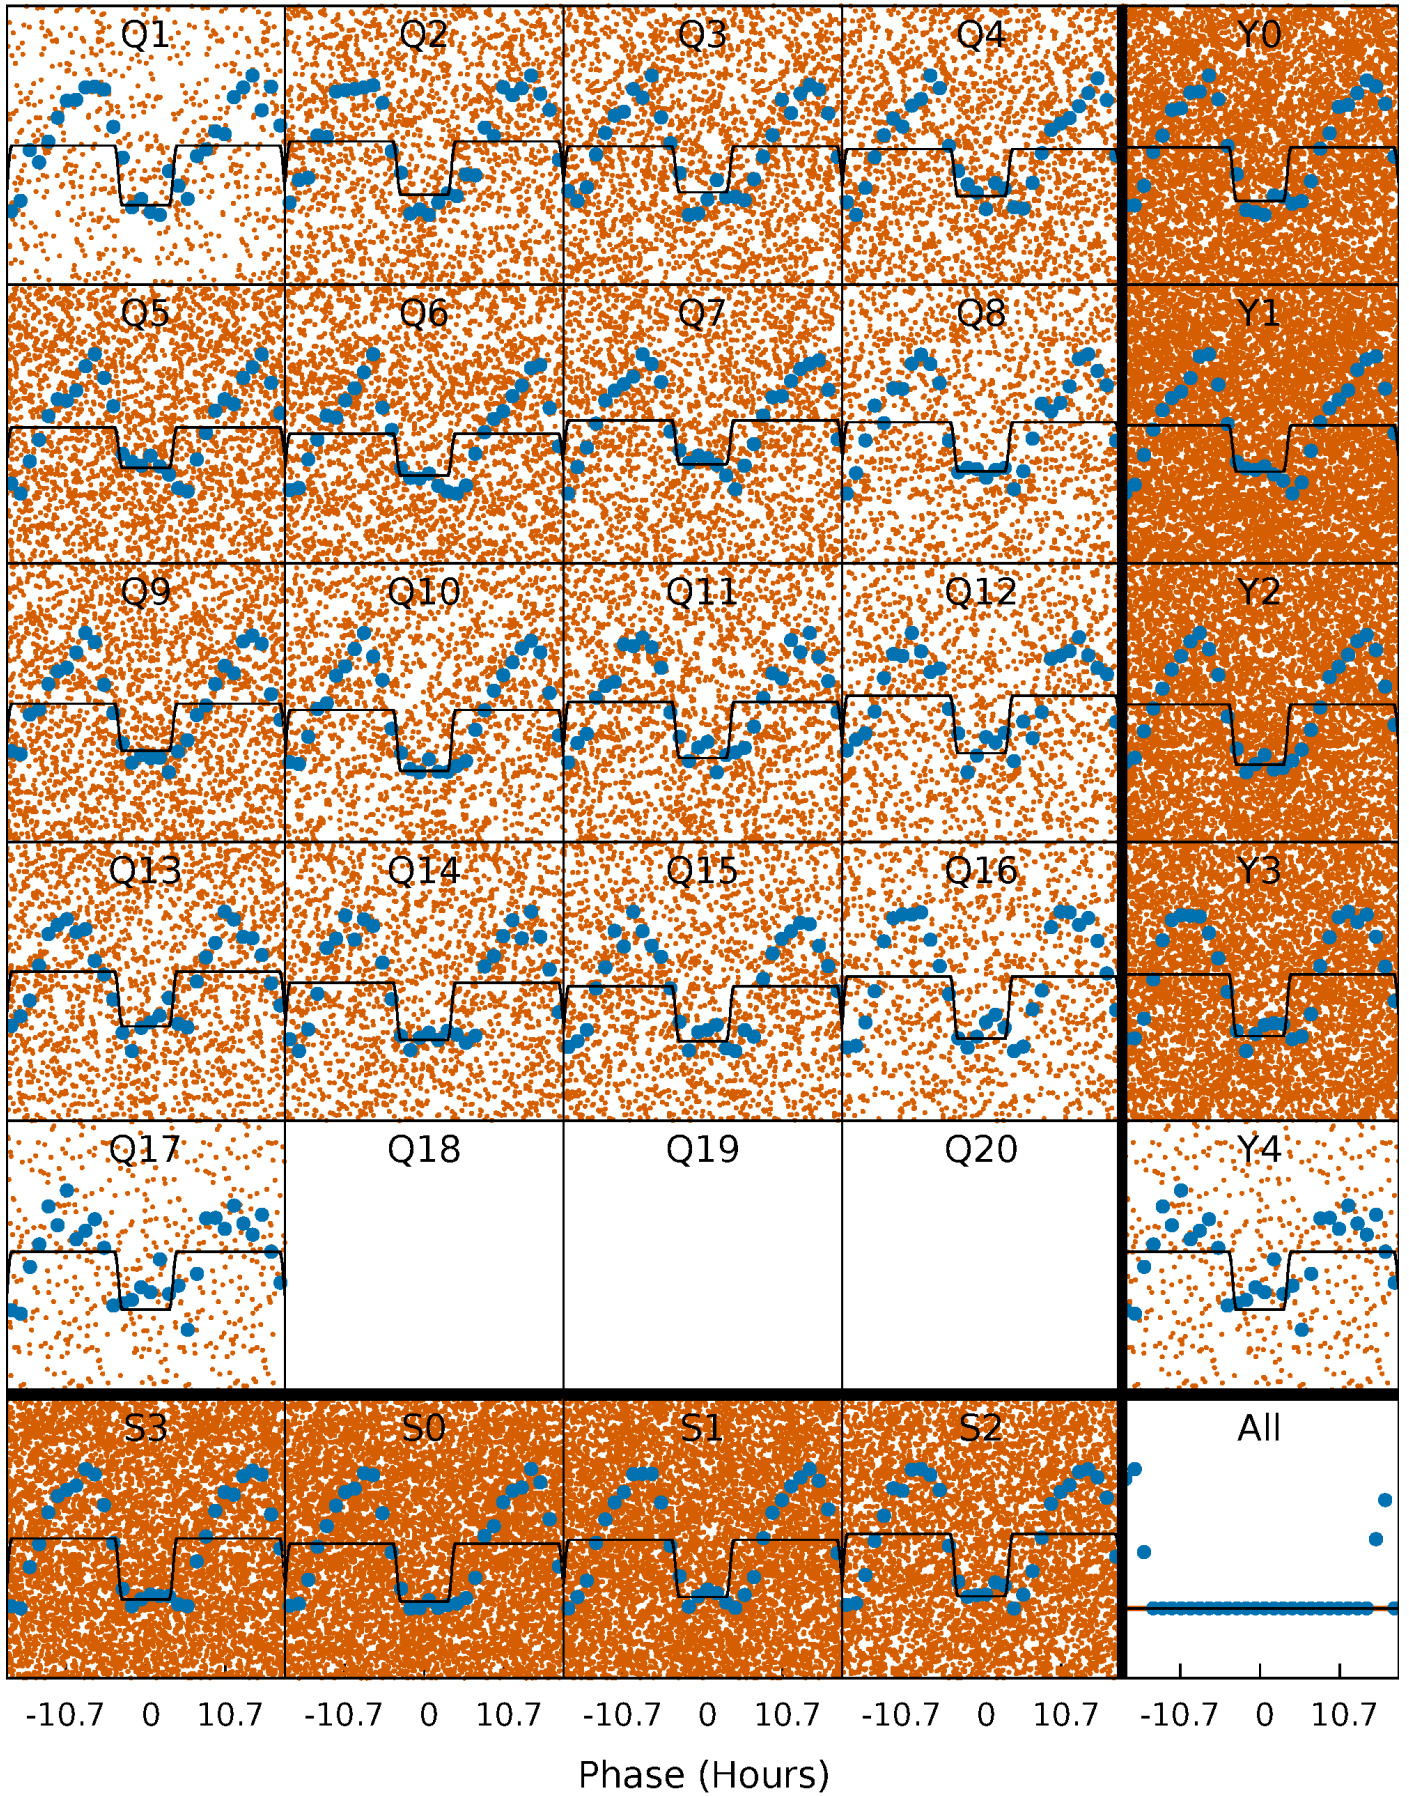 Q1 Q2 Q3 Q4 Y0
Q5 Q6 Q7 Q8 Y1
Q9 Q10 Q11 Q12 Y2
Q13 Q14 Q15 Q16 Y3
Q17 Q18 Q19 Q20 Y4
S3 S0 S1 S2 All
-10.7 0 10.7 -10.7 0 10.7 -10.7 0 10.7 -10.7 0 10.7 -10.7 0 10.7
Phase (Hours)